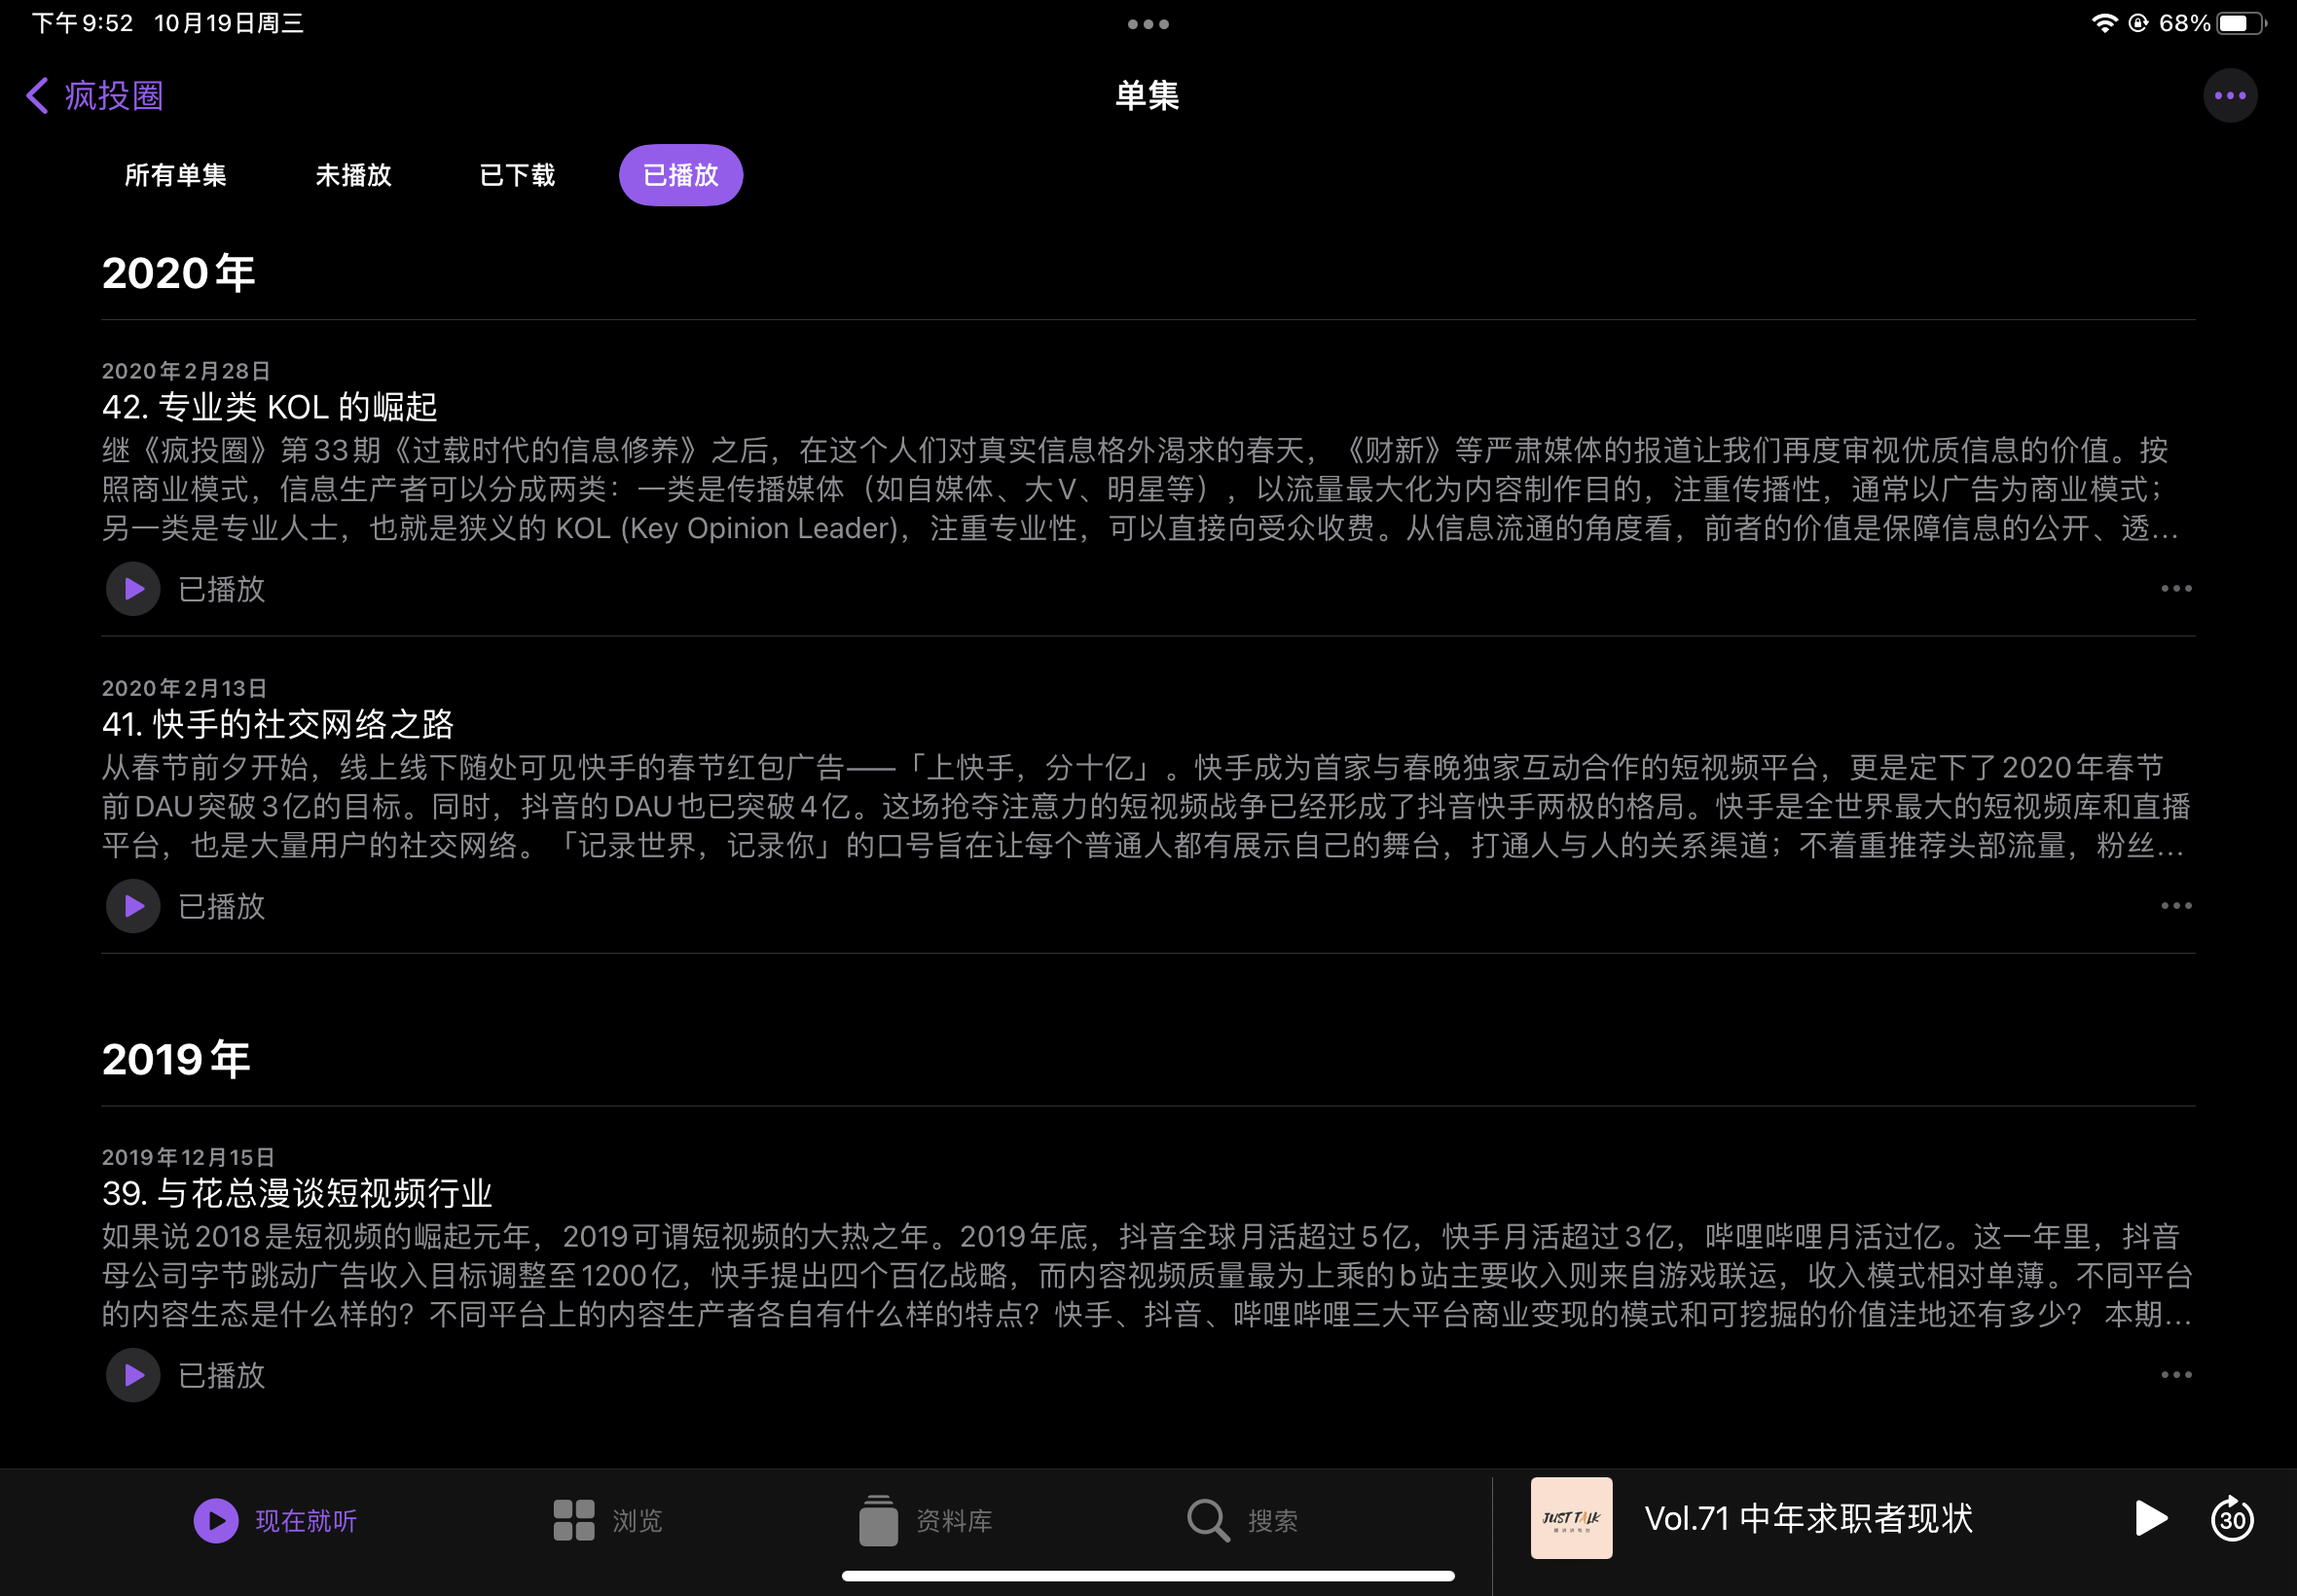 下午9:52 10月19日周三
68%
疯投圈
单集
所有单集 未播放 已下载 已播放
2020年
2020年2月28日
42. 专业类 KOL 的崛起
继《疯投圈》第33期《过载时代的信息修养》之后，在这个人们对真实信息格外渴求的春天，《财新》等严肃媒体的报道让我们再度审视优质信息的价值。按
照商业模式，信息生产者可以分成两类：一类是传播媒体（如自媒体、大V、明星等），以流量最大化为内容制作目的，注重传播性，通常以广告为商业模式；
另一类是专业人士，也就是狭义的 KOL (Key Opinion Leader)，注重专业性，可以直接向受众收费。从信息流通的角度看，前者的价值是保障信息的公开、透...
已播放
2020年2月13日
41. 快手的社交网络之路
从春节前夕开始，线上线下随处可见快手的春节红包广告——「上快手，分十亿」。快手成为首家与春晚独家互动合作的短视频平台，更是定下了2020年春节
前DAU突破3亿的目标。同时，抖音的DAU也已突破4亿。这场抢夺注意力的短视频战争已经形成了抖音快手两极的格局。快手是全世界最大的短视频库和直播
平台，也是大量用户的社交网络。「记录世界，记录你」的口号旨在让每个普通人都有展示自己的舞台，打通人与人的关系渠道；不着重推荐头部流量，粉丝...
已播放
2019年
2019年12月15日
39. 与花总漫谈短视频行业
如果说2018是短视频的崛起元年，2019可谓短视频的大热之年。2019年底，抖音全球月活超过5亿，快手月活超过3亿，哔哩哔哩月活过亿。这一年里，抖音
母公司字节跳动广告收入目标调整至1200亿，快手提出四个百亿战略，而内容视频质量最为上乘的b站主要收入则来自游戏联运，收入模式相对单薄。不同平台
的内容生态是什么样的？不同平台上的内容生产者各自有什么样的特点？快手、抖音、哔哩哔哩三大平台商业变现的模式和可挖掘的价值洼地还有多少？ 本期...
已播放
现在就听 浏览 资料库 搜索
JUST TALK
Vol.71 中年求职者现状
30